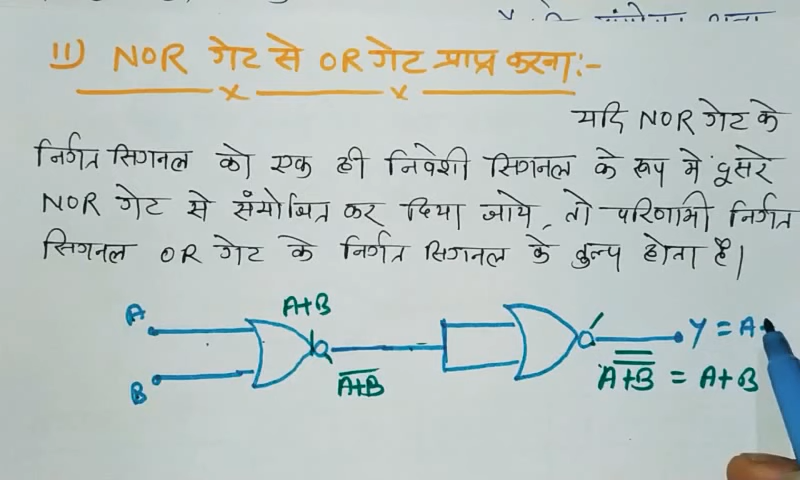 II) NOR गेट से OR गेट प्राप्त करना:-
यदि NOR गेट के
निर्गत सिगनल को एक ही निवेशी सिगनल के रूप में दूसरे
NOR गेट से संयोजित कर दिया जाये, तो परिणामी निर्गत
सिगनल OR गेट के निर्गत सिगनल के तुल्य होता है।
A
B
A+B
A̅+̅B̅
Y = A+
A̿+̿B̿ = A+B